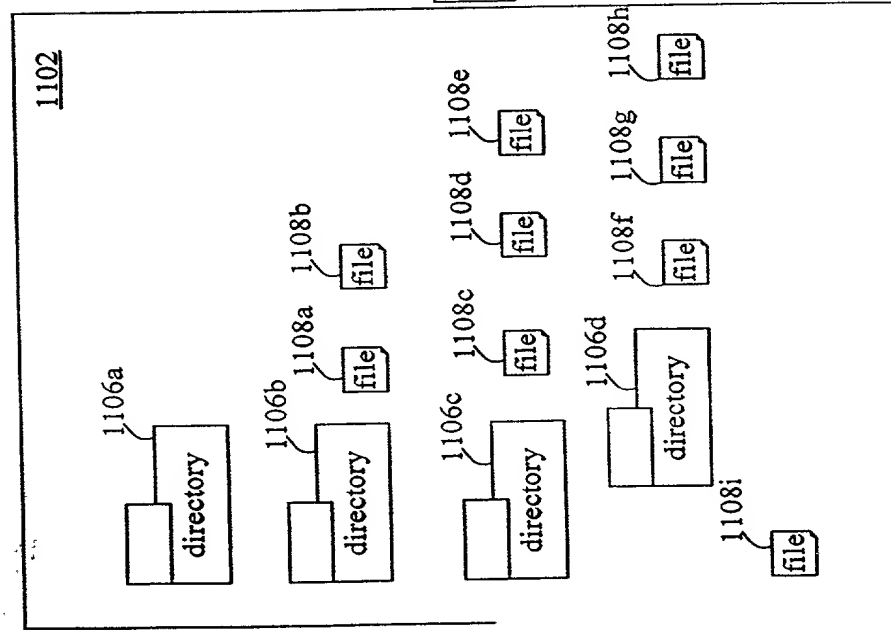 1102
1106a
directory
1106b
1108a
1108b
directory
file
file
1106c
1108c
1108d
1108e
directory
file
file
file
1106d
1108f
1108g
1108h
directory
file
file
file
1108i
file